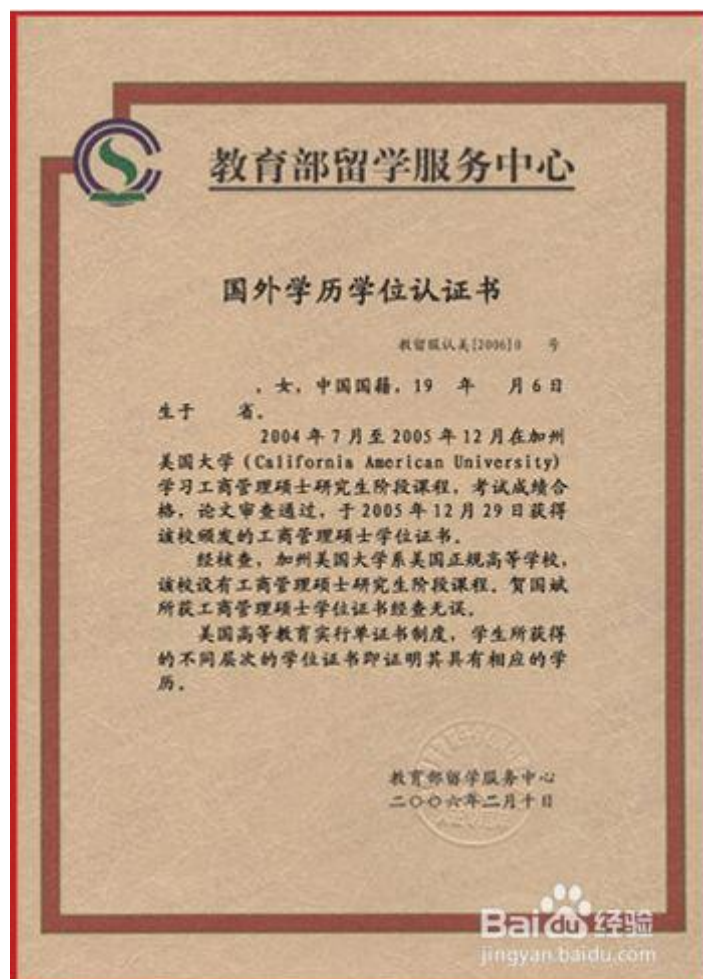 教育部留学服务中心
国外学历学位认证书
教留服认美[2006]0 号
，女，中国国籍，19 年 月6日
生于 省。
2004年7月至2005年12月在加州
美国大学(California American University)
学习工商管理硕士研究生阶段课程，考试成绩合
格，论文审查通过，于2005年12月29日获得
该校颁发的工商管理硕士学位证书。
经核查，加州美国大学系美国正规高等学校，
该校设有工商管理硕士研究生阶段课程。贺国斌
所获工商管理硕士学位证书经查无误。
美国高等教育实行单证书制度，学生所获得
的不同层次的学位证书即证明其具有相应的学
历。
教育部留学服务中心
二〇〇六年二月十日
Baidu 经验
jingyan.baidu.com